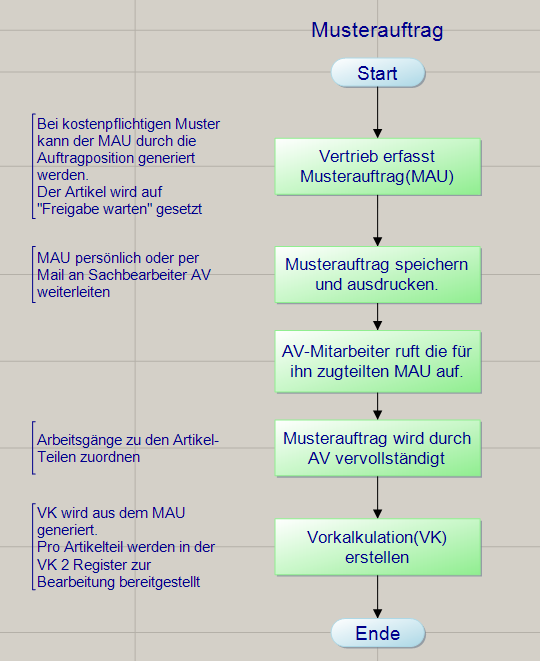 Musterauftrag
Start
Bei kostenpflichtigen Muster
kann der MAU durch die
Auftragposition generiert
werden.
Der Artikel wird auf
"Freigabe warten" gesetzt
Vertrieb erfasst
Musterauftrag(MAU)
MAU persönlich oder per
Mail an Sachbearbeiter AV
weiterleiten
Musterauftrag speichern
und ausdrucken.
AV-Mitarbeiter ruft die für
ihn zugteilten MAU auf.
Arbeitsgänge zu den Artikel-
Teilen zuordnen
Musterauftrag wird durch
AV vervollständigt
VK wird aus dem MAU
generiert.
Pro Artikelteil werden in der
VK 2 Register zur
Bearbeitung bereitgestellt
Vorkalkulation(VK)
erstellen
Ende